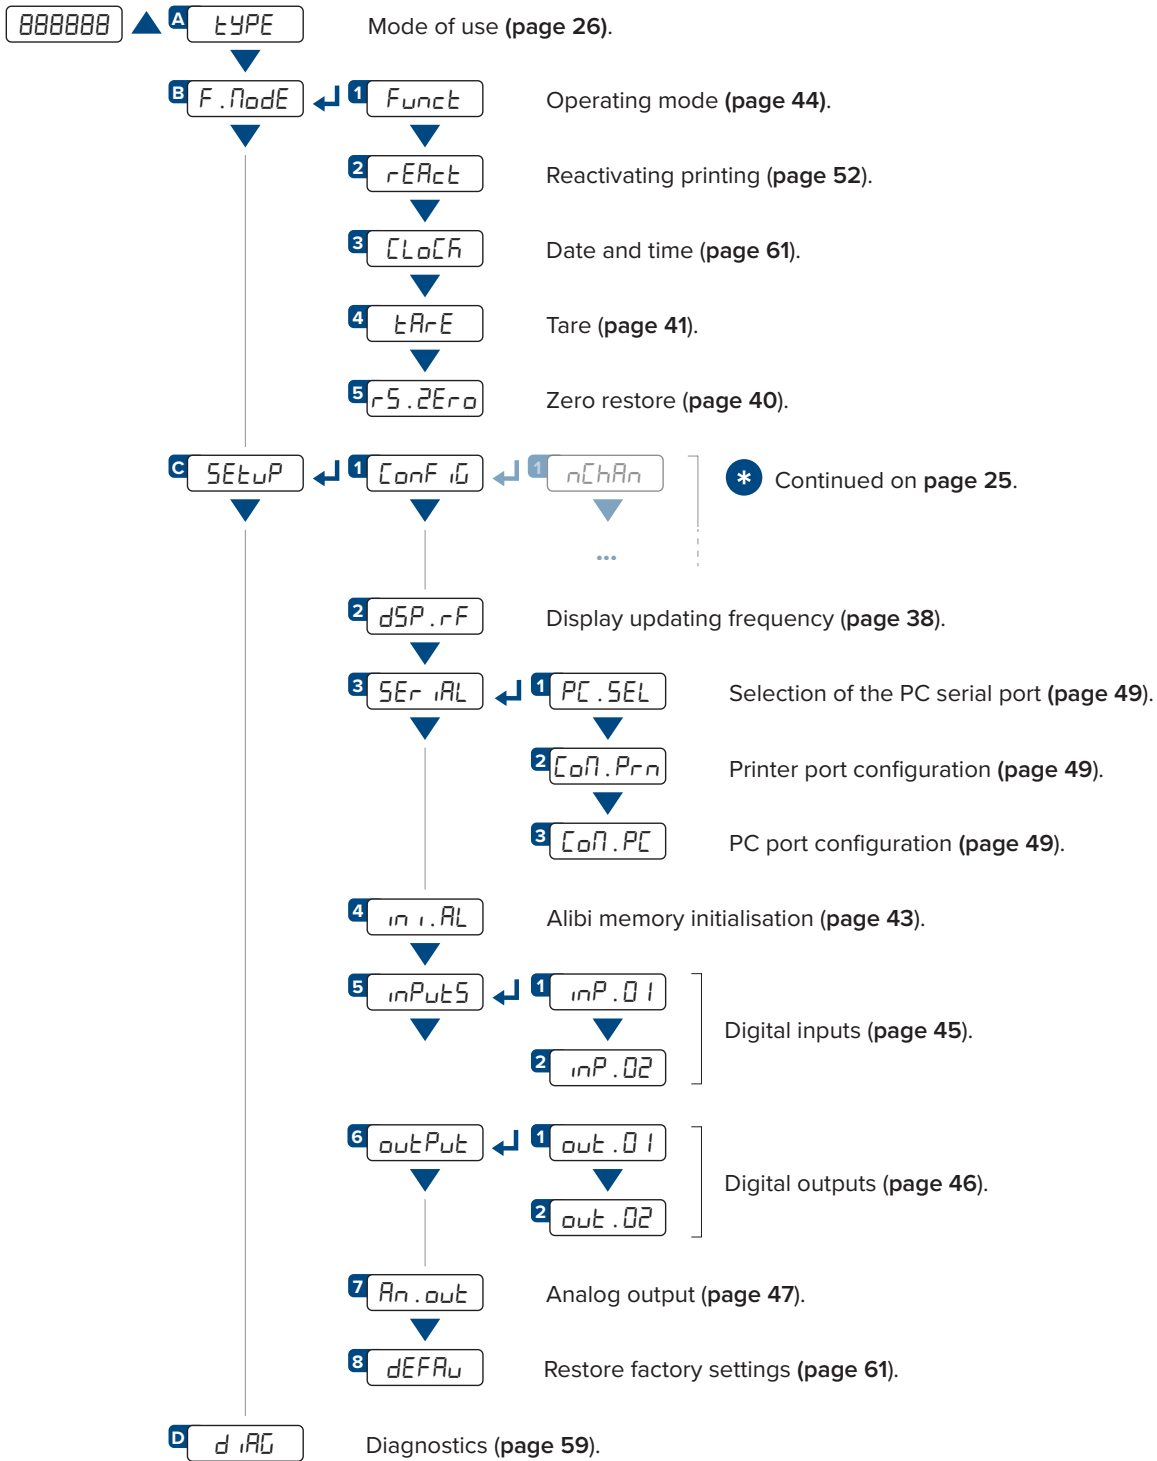 888888 A tYPE Mode of use (page 26).
B F.ModE 1 Funct Operating mode (page 44).
2 rEAct Reactivating printing (page 52).
3 CLoCK Date and time (page 61).
4 tArE Tare (page 41).
5 rS.ZEro Zero restore (page 40).
C SEtuP 1 ConFiG 1 nChAn * Continued on page 25.
...
2 dSP.rF Display updating frequency (page 38).
3 SEriAL 1 PC.SEL Selection of the PC serial port (page 49).
2 CoM.Prn Printer port configuration (page 49).
3 CoM.PC PC port configuration (page 49).
4 ini.AL Alibi memory initialisation (page 43).
5 inPutS 1 inP.01
Digital inputs (page 45).
2 inP.02
6 outPut 1 out.01
Digital outputs (page 46).
2 out.02
7 An.out Analog output (page 47).
8 dEFAu Restore factory settings (page 61).
D diAG Diagnostics (page 59).